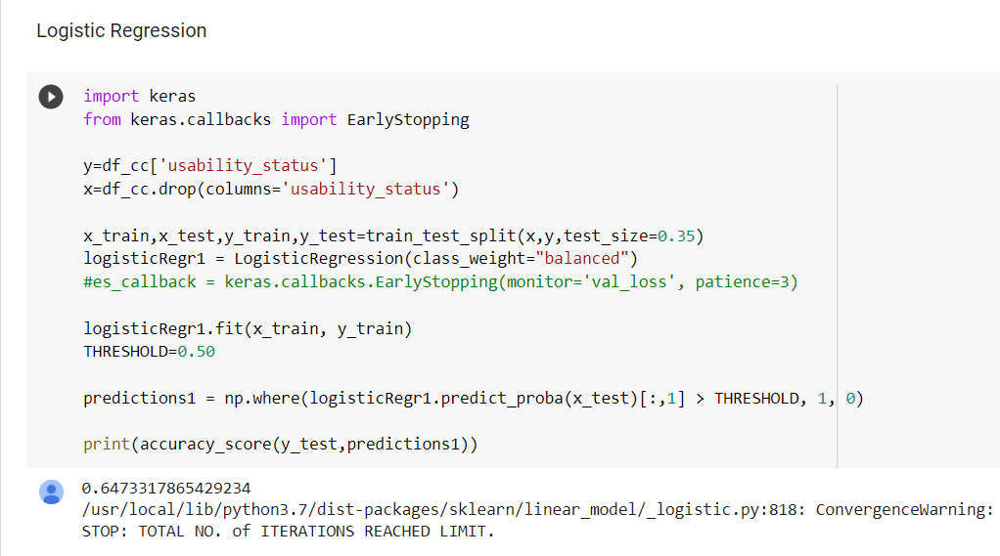 Logistic Regression
import keras
from keras.callbacks import EarlyStopping
y=df_cc['usability_status']
x=df_cc.drop(columns='usability_status')
x_train,x_test,y_train,y_test=train_test_split(x,y,test_size=0.35)
logisticRegr1 = LogisticRegression(class_weight="balanced")
#es_callback = keras.callbacks.EarlyStopping(monitor='val_loss', patience=3)
logisticRegr1.fit(x_train, y_train)
THRESHOLD=0.50
predictions1 = np.where(logisticRegr1.predict_proba(x_test)[:,1] > THRESHOLD, 1, 0)
print(accuracy_score(y_test,predictions1))
0.6473317865429234
/usr/local/lib/python3.7/dist-packages/sklearn/linear_model/_logistic.py:818: ConvergenceWarning:
STOP: TOTAL NO. of ITERATIONS REACHED LIMIT.